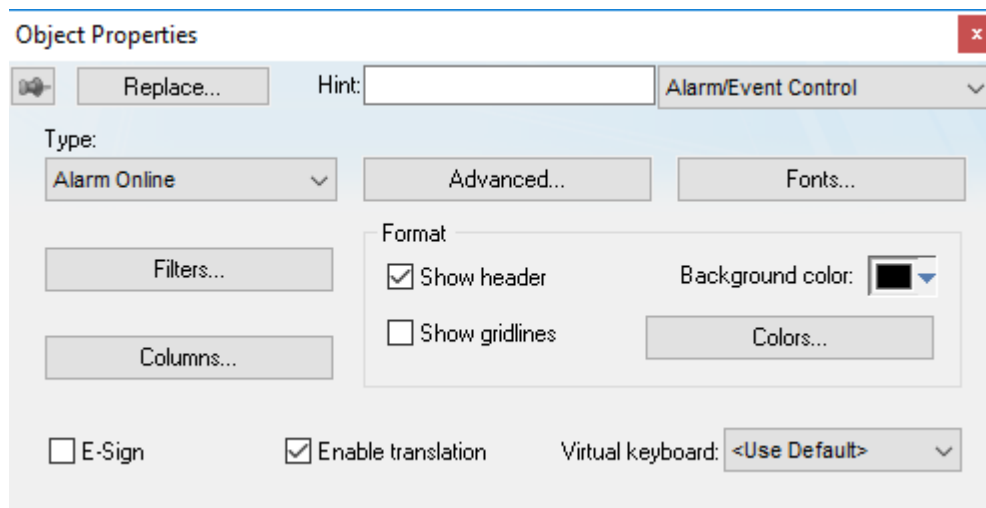 Object Properties
x
Replace... Hint: Alarm/Event Control
Type:
Alarm Online Advanced... Fonts...
Format
Filters... Show header Background color:
Show gridlines Colors...
Columns...
E-Sign Enable translation Virtual keyboard: <Use Default>